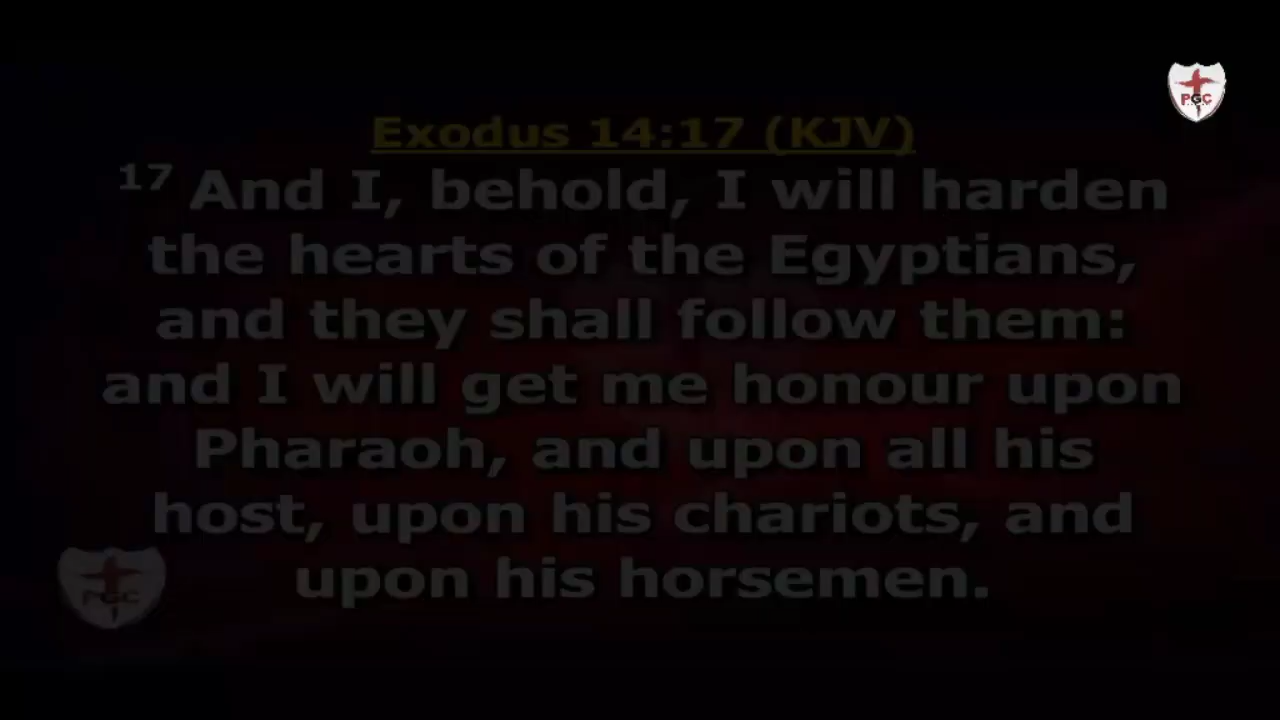 PGC
Exodus 14:17 (KJV)
17 And I, behold, I will harden
the hearts of the Egyptians,
and they shall follow them:
and I will get me honour upon
Pharaoh, and upon all his
host, upon his chariots, and
upon his horsemen.
PGC